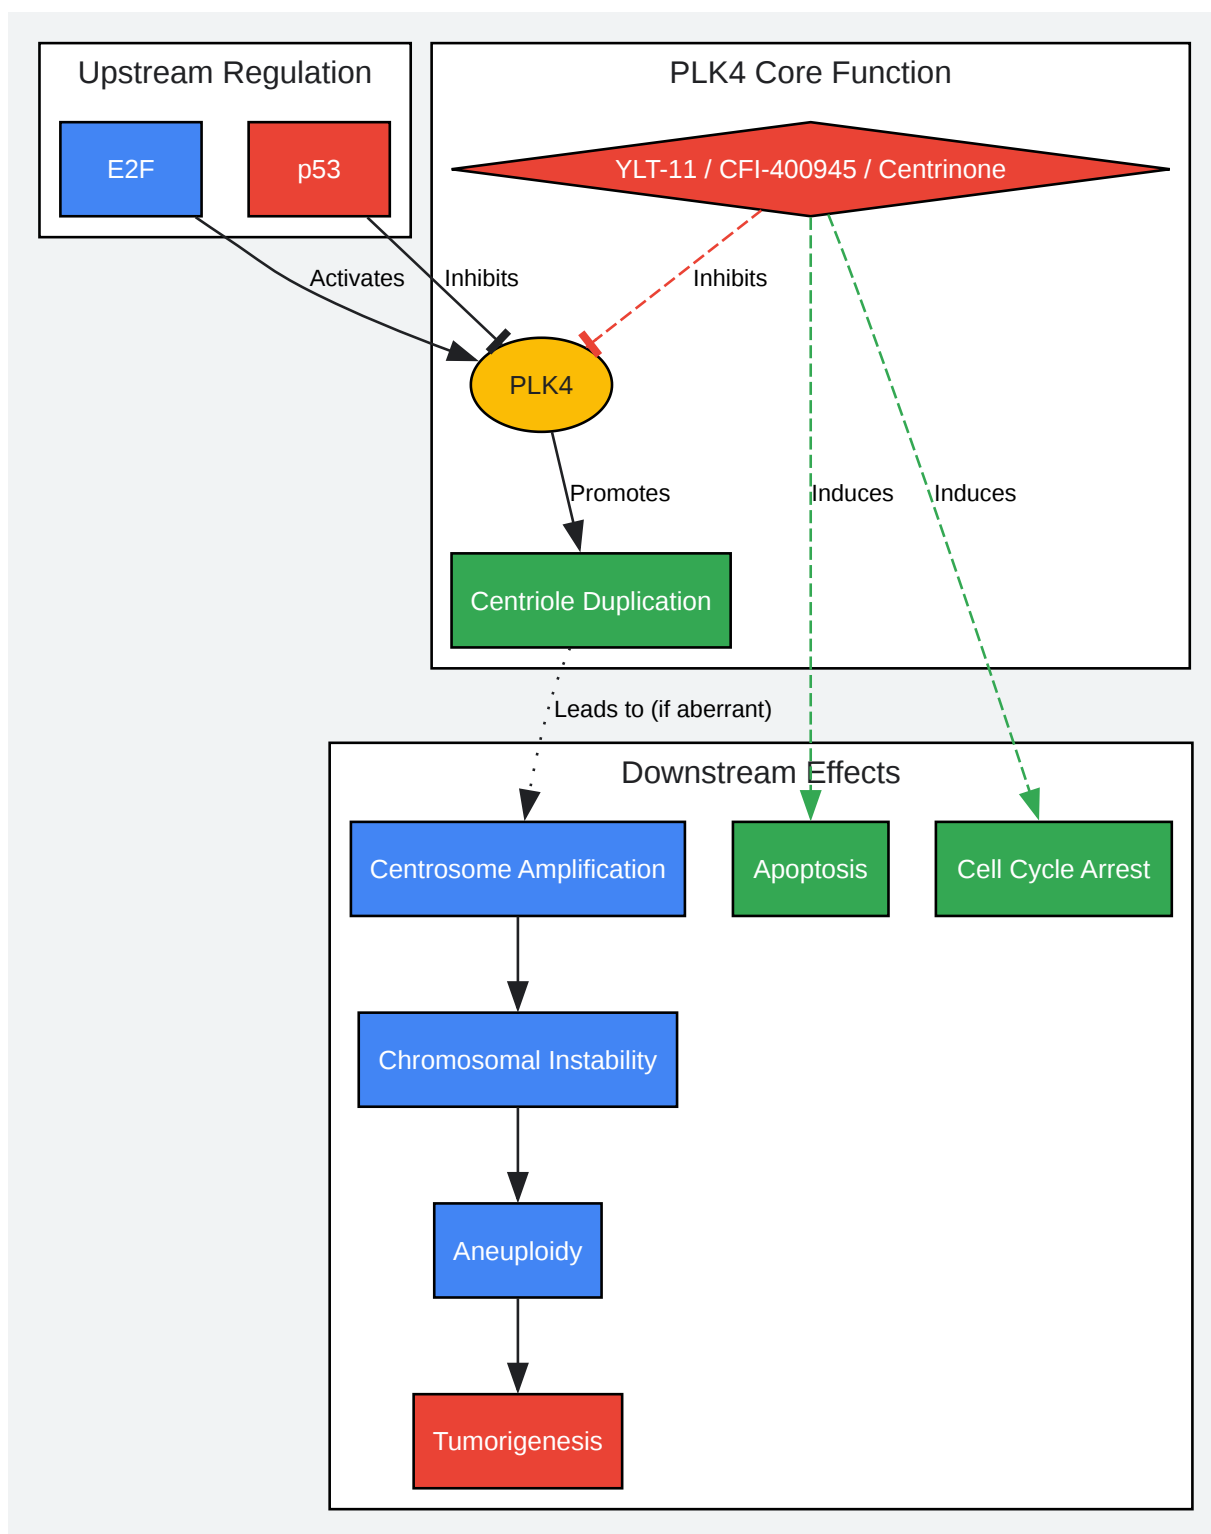 Upstream Regulation
PLK4 Core Function
E2F
p53
YLT-11 / CFI-400945 / Centrinone
Activates
Inhibits
Inhibits
PLK4
Promotes
Induces
Induces
Centriole Duplication
Leads to (if aberrant)
Downstream Effects
Centrosome Amplification
Apoptosis
Cell Cycle Arrest
Chromosomal Instability
Aneuploidy
Tumorigenesis